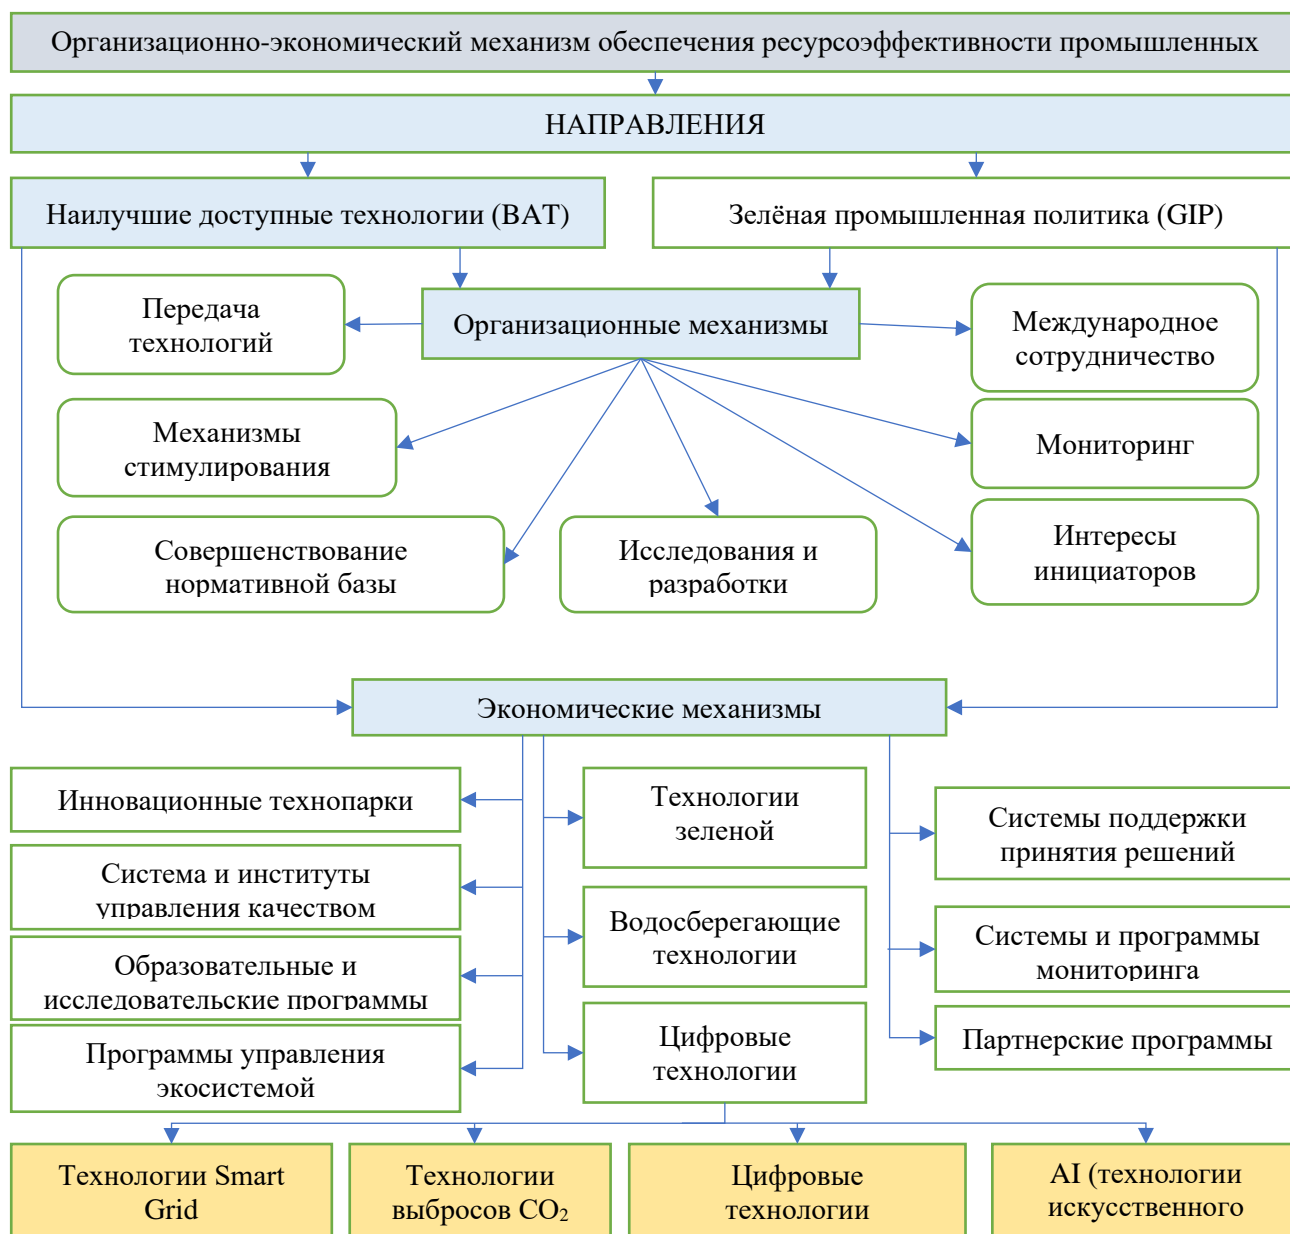 Организационно-экономический механизм обеспечения ресурсоэффективности промышленных
НАПРАВЛЕНИЯ
Наилучшие доступные технологии (BAT)
Зелёная промышленная политика (GIP)
Организационные механизмы
Передача
технологий
Международное
сотрудничество
Механизмы
стимулирования
Мониторинг
Совершенствование
нормативной базы
Исследования и
разработки
Интересы
инициаторов
Экономические механизмы
Инновационные технопарки
Система и институты
управления качеством
Образовательные и
исследовательские программы
Программы управления
экосистемой
Технологии
зеленой
Водосберегающие
технологии
Цифровые
технологии
Системы поддержки
принятия решений
Системы и программы
мониторинга
Партнерские программы
Технологии Smart
Grid
Технологии
выбросов CO₂
Цифровые
технологии
AI (технологии
искусственного